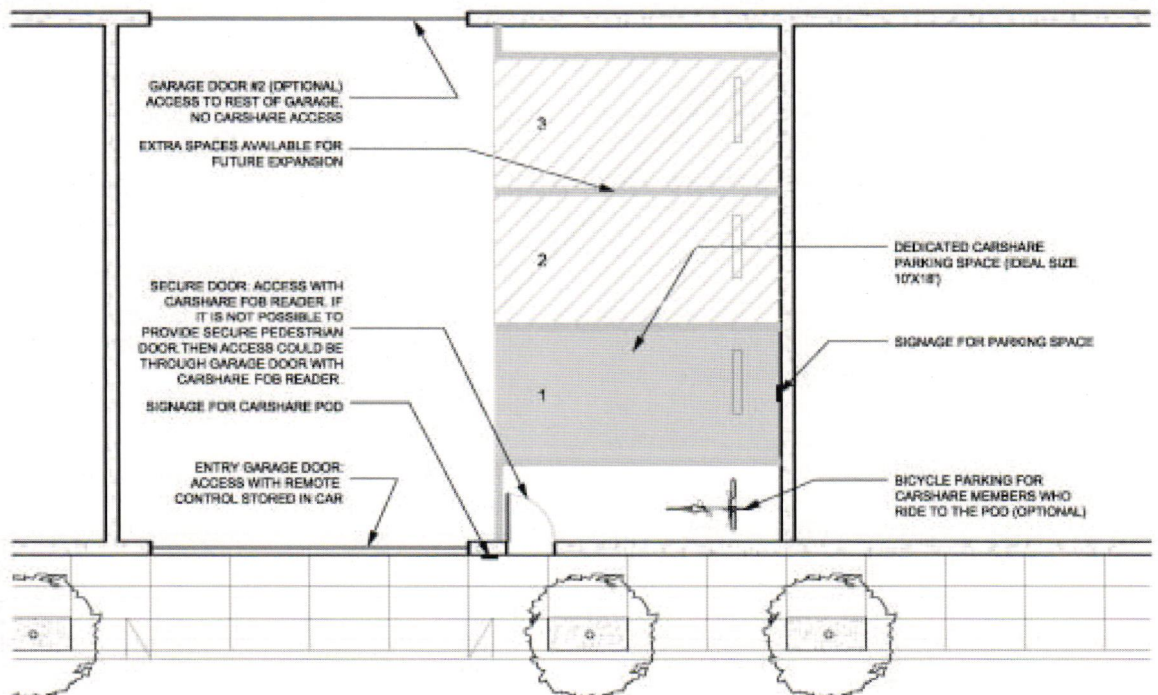 GARAGE DOOR #2 (OPTIONAL)
ACCESS TO REST OF GARAGE,
NO CARSHARE ACCESS
EXTRA SPACES AVAILABLE FOR
FUTURE EXPANSION
SECURE DOOR: ACCESS WITH
CARSHARE FOB READER. IF
IT IS NOT POSSIBLE TO
PROVIDE SECURE PEDESTRIAN
DOOR THEN ACCESS COULD BE
THROUGH GARAGE DOOR WITH
CARSHARE FOB READER.
SIGNAGE FOR CARSHARE POD
ENTRY GARAGE DOOR:
ACCESS WITH REMOTE
CONTROL STORED IN CAR
3
2
1
DEDICATED CARSHARE
PARKING SPACE (IDEAL SIZE
10'X18')
SIGNAGE FOR PARKING SPACE
BICYCLE PARKING FOR
CARSHARE MEMBERS WHO
RIDE TO THE POD (OPTIONAL)